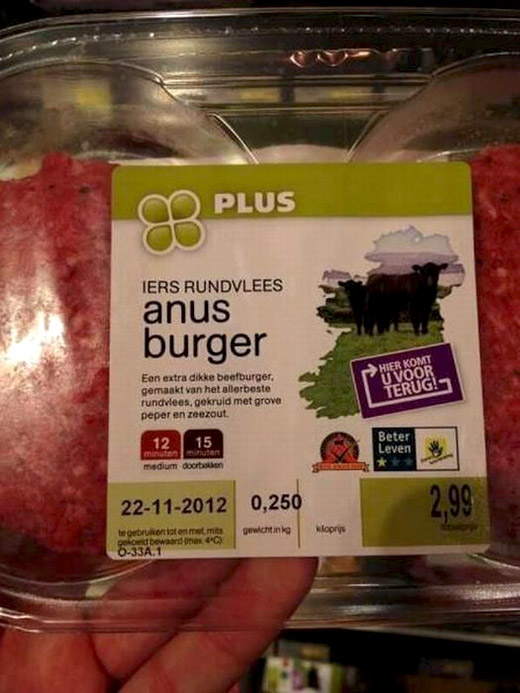 PLUS
IERS RUNDVLEES
anus
burger
Een extra dikke beefburger,
gemaakt van het allerbeste
rundvlees, gekruid met grove
peper en zeezout.
HIER KOMT
U VOOR
TERUG!
12
minuten
medium
15
minuten
doorbakken
Beter
Leven
22-11-2012
0,250
2,99
te gebruiken tot en met, mits
gekoeld bewaard (max. 4°C):
O-33A.1
gewicht in kg
kiloprijs